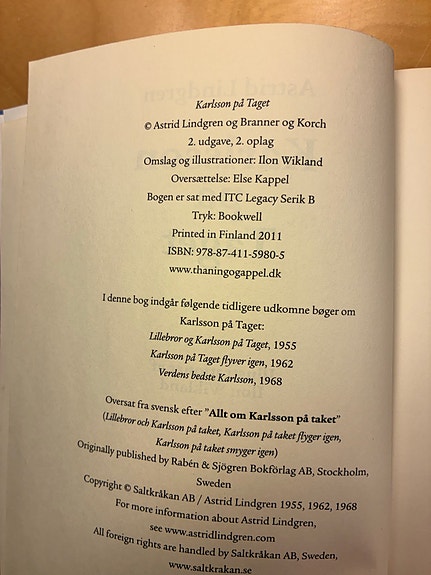 Karlsson på Taget
© Astrid Lindgren og Branner og Korch
2. udgave, 2. oplag
Omslag og illustrationer: Ilon Wikland
Oversættelse: Else Kappel
Bogen er sat med ITC Legacy Serik B
Tryk: Bookwell
Printed in Finland 2011
ISBN: 978-87-411-5980-5
www.thaningogappel.dk
I denne bog indgår følgende tidligere udkomne bøger om
Karlsson på Taget:
Lillebror og Karlsson på Taget, 1955
Karlsson på Taget flyver igen, 1962
Verdens bedste Karlsson, 1968
Oversat fra svensk efter "Allt om Karlsson på taket"
(Lillebror och Karlsson på taket, Karlsson på taket flyger igen,
Karlsson på taket smyger igen)
Originally published by Rabén & Sjögren Bokförlag AB, Stockholm,
Sweden
Copyright © Saltkråkan AB / Astrid Lindgren 1955, 1962, 1968
For more information about Astrid Lindgren,
see www.astridlindgren.com
All foreign rights are handled by Saltkråkan AB, Sweden,
www.saltkrakan.se